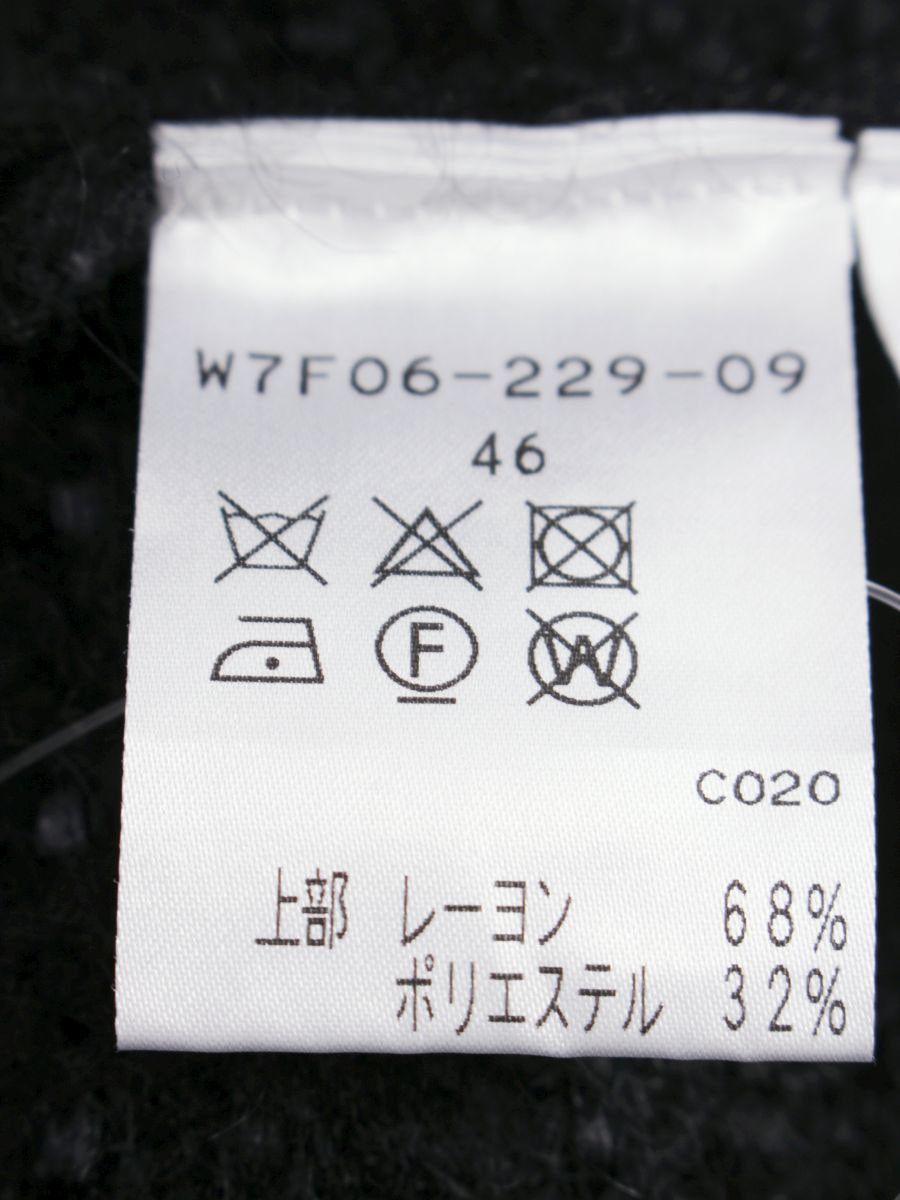 W7F06-229-09
46
F
W
C020
上部 レーヨン 68%
ポリエステル 32%